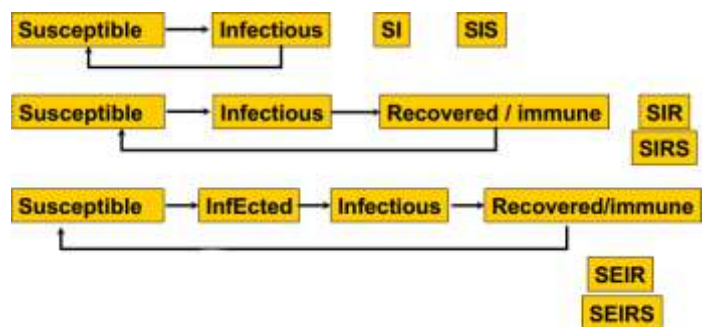 Susceptible Infectious SI SIS
Susceptible Infectious Recovered / immune SIR
SIRS
Susceptible InfEcted Infectious Recovered/immune
SEIR
SEIRS